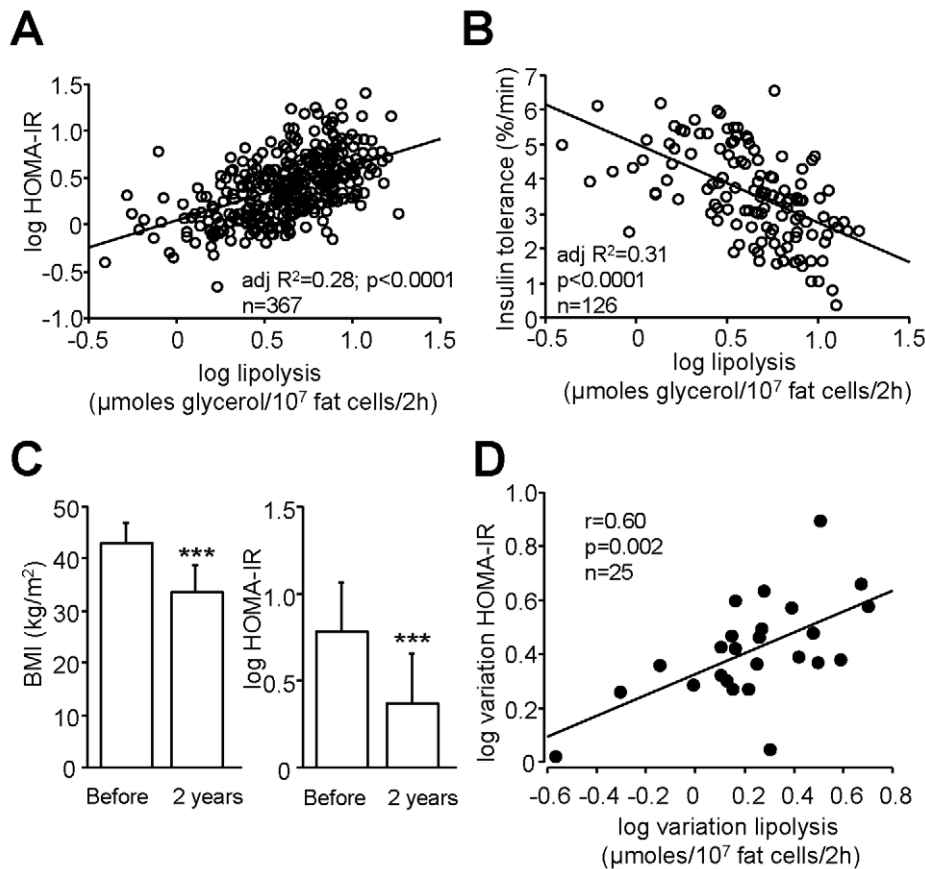 A
log HOMA-IR
1.5
1.0
0.5
0
-0.5
-1.0
adj R²=0.28; p<0.0001
n=367
-0.5 0 0.5 1.0 1.5
log lipolysis
(µmoles glycerol/10⁷ fat cells/2h)
B
Insulin tolerance (%/min)
7
6
5
4
3
2
1
0
adj R²=0.31
p<0.0001
n=126
-0.5 0 0.5 1.0 1.5
log lipolysis
(µmoles glycerol/10⁷ fat cells/2h)
C
BMI (kg/m²)
50
40
30
20
10
0
***
Before 2 years
log HOMA-IR
1.5
1.0
0.5
0
***
Before 2 years
D
log variation HOMA-IR
1.0
0.8
0.6
0.4
0.2
0
r=0.60
p=0.002
n=25
-0.6 -0.4 -0.2 0 0.2 0.4 0.6 0.8
log variation lipolysis
(µmoles/10⁷ fat cells/2h)